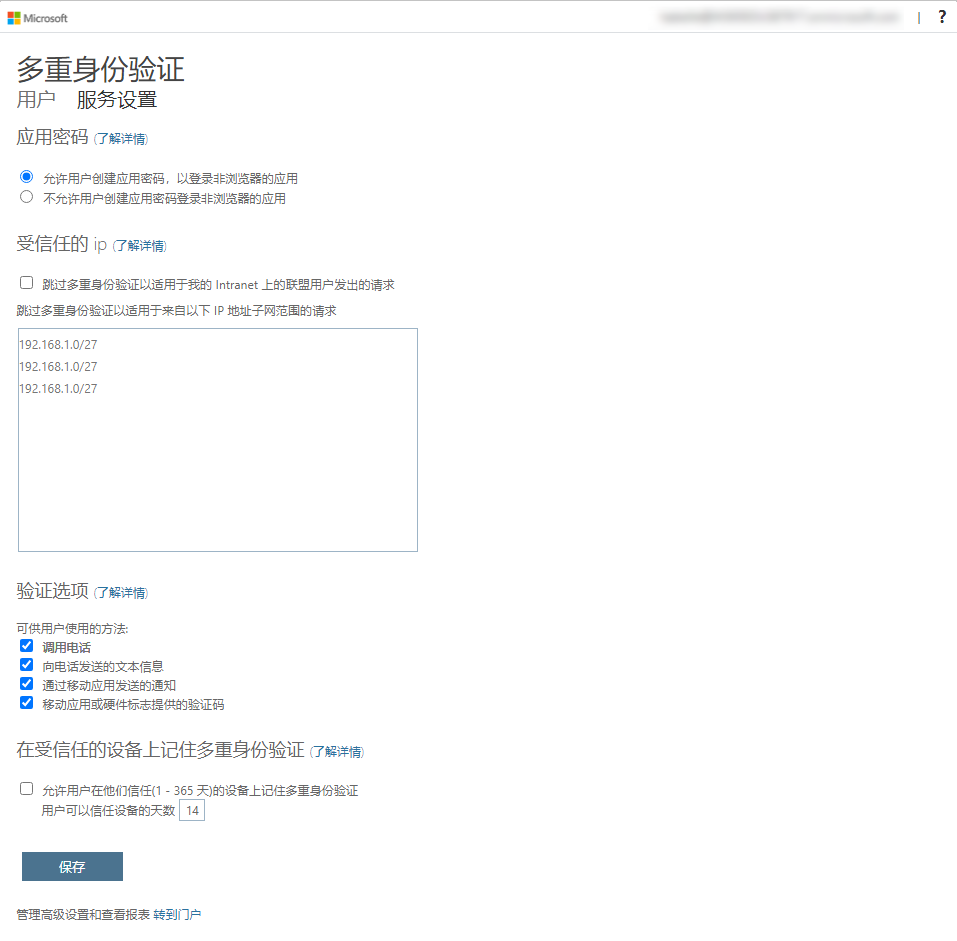 Microsoft | ?
多重身份验证
用户 服务设置
应用密码 (了解详情)
允许用户创建应用密码，以登录非浏览器的应用
不允许用户创建应用密码登录非浏览器的应用
受信任的 ip (了解详情)
跳过多重身份验证以适用于我的 Intranet 上的联盟用户发出的请求
跳过多重身份验证以适用于来自以下 IP 地址子网范围的请求
192.168.1.0/27
192.168.1.0/27
192.168.1.0/27
验证选项 (了解详情)
可供用户使用的方法:
调用电话
向电话发送的文本信息
通过移动应用发送的通知
移动应用或硬件标志提供的验证码
在受信任的设备上记住多重身份验证 (了解详情)
允许用户在他们信任(1 - 365 天)的设备上记住多重身份验证
用户可以信任设备的天数 14
保存
管理高级设置和查看报表 转到门户